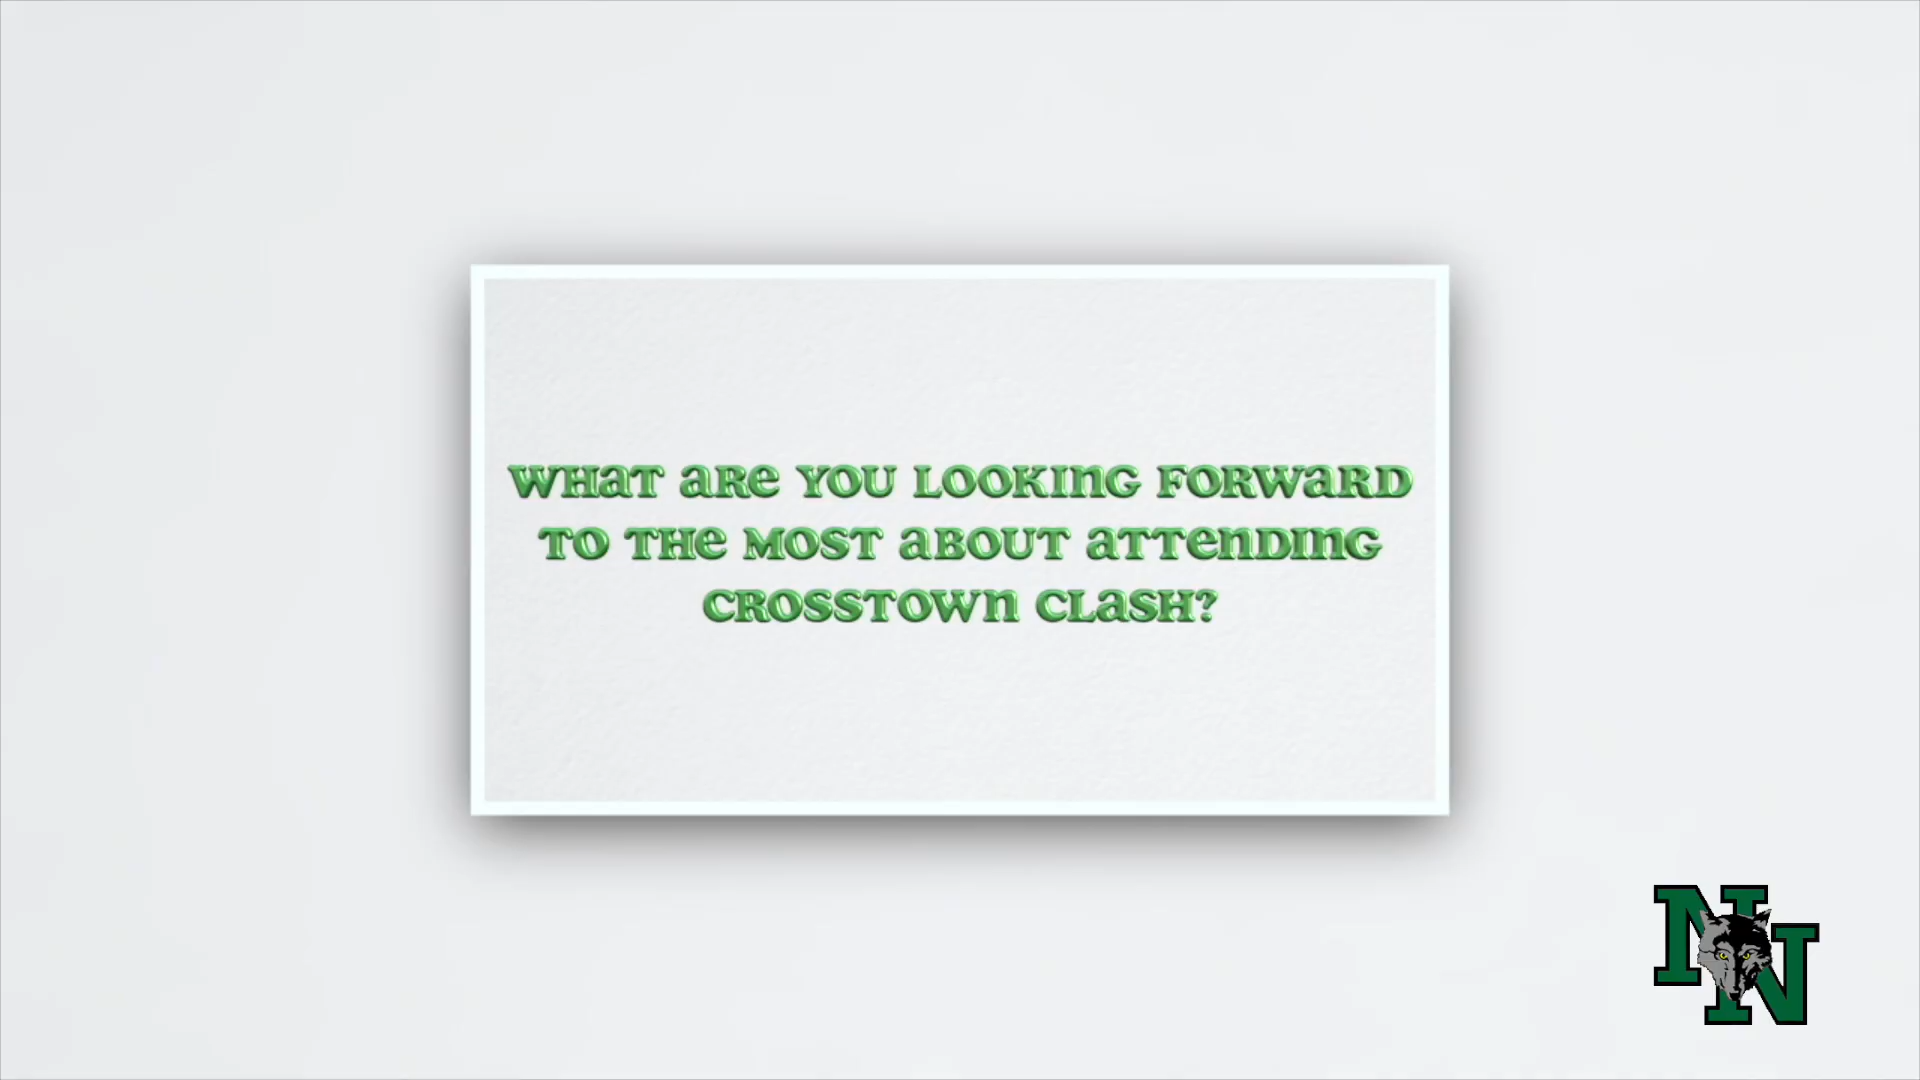 WHaT aRe YOU LOOKInG FORWaRD
TO THe MOST aBOUT aTTenDInG
CROSSTOWn CLaSH?
NN